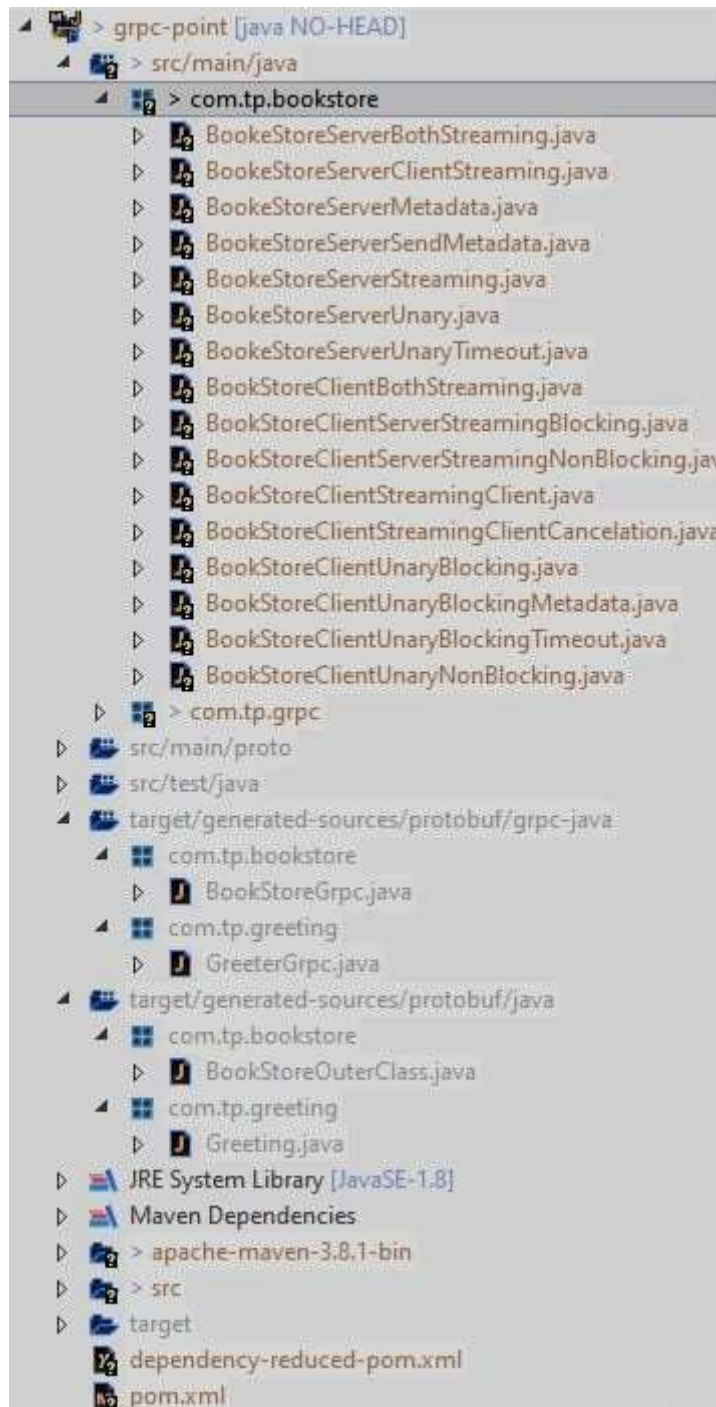 > grpc-point [java NO-HEAD]
> src/main/java
> com.tp.bookstore
BookeStoreServerBothStreaming.java
BookeStoreServerClientStreaming.java
BookeStoreServerMetadata.java
BookeStoreServerSendMetadata.java
BookeStoreServerStreaming.java
BookeStoreServerUnary.java
BookeStoreServerUnaryTimeout.java
BookStoreClientBothStreaming.java
BookStoreClientServerStreamingBlocking.java
BookStoreClientServerStreamingNonBlocking.jav
BookStoreClientStreamingClient.java
BookStoreClientStreamingClientCancelation.java
BookStoreClientUnaryBlocking.java
BookStoreClientUnaryBlockingMetadata.java
BookStoreClientUnaryBlockingTimeout.java
BookStoreClientUnaryNonBlocking.java
> com.tp.grpc
src/main/proto
src/test/java
target/generated-sources/protobuf/grpc-java
com.tp.bookstore
BookStoreGrpc.java
com.tp.greeting
GreeterGrpc.java
target/generated-sources/protobuf/java
com.tp.bookstore
BookStoreOuterClass.java
com.tp.greeting
Greeting.java
JRE System Library [JavaSE-1.8]
Maven Dependencies
> apache-maven-3.8.1-bin
> src
target
dependency-reduced-pom.xml
pom.xml